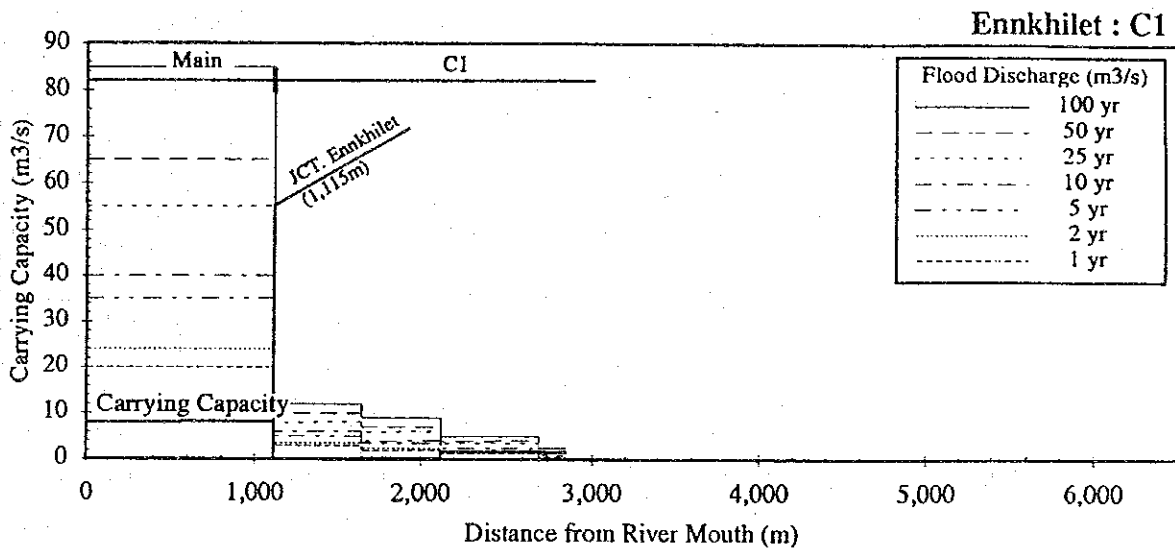 Ennkhilet : C1
Carrying Capacity (m3/s)
90
80
70
60
50
40
30
20
10
0
Main
C1
JCT. Ennkhilet
(1,115m)
Carrying Capacity
Flood Discharge (m3/s)
100 yr
50 yr
25 yr
10 yr
5 yr
2 yr
1 yr
0
1,000
2,000
3,000
4,000
5,000
6,000
Distance from River Mouth (m)